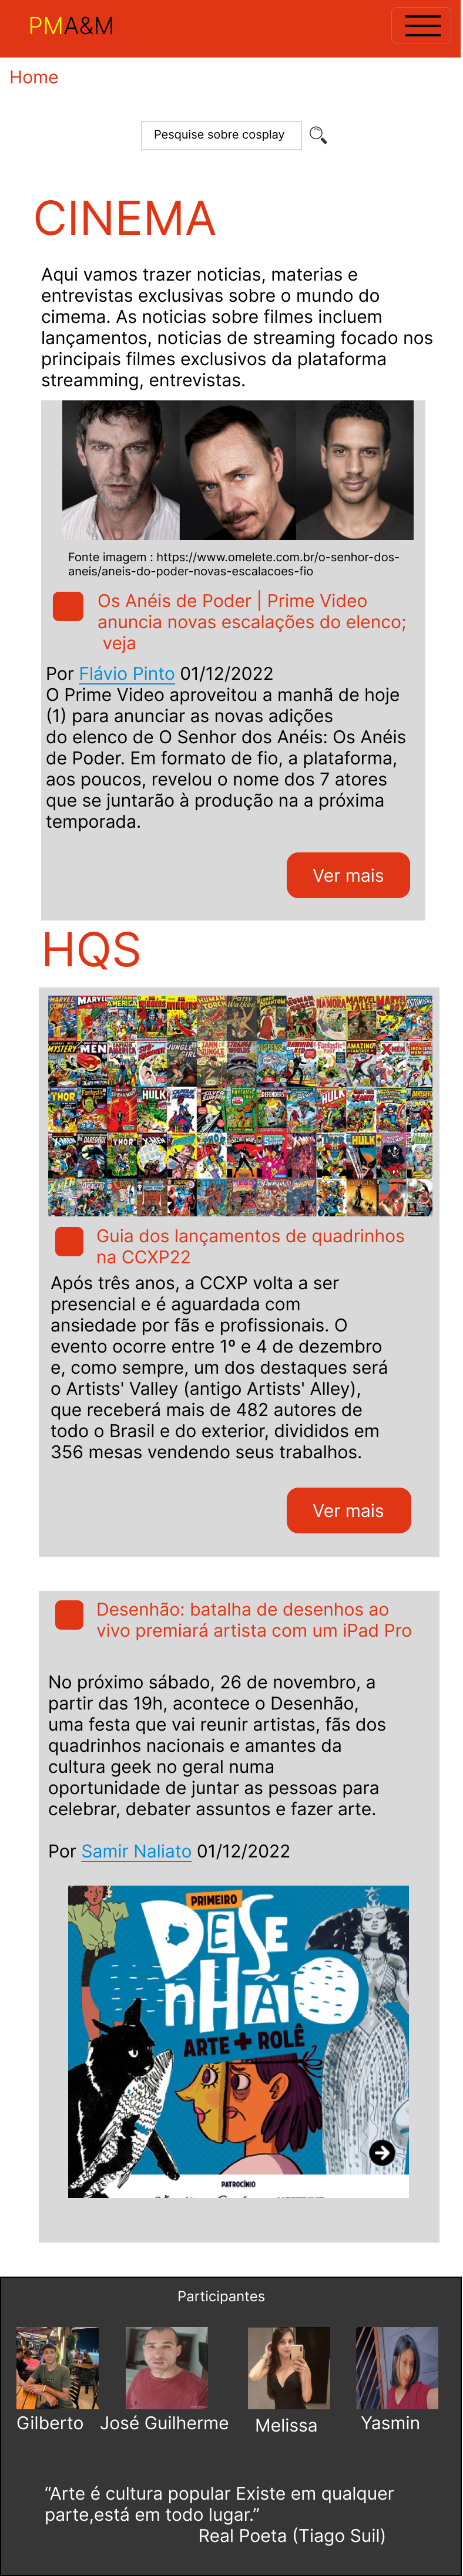 PMA&M
Home
Pesquise sobre cosplay
CINEMA
Aqui vamos trazer noticias, materias e
entrevistas exclusivas sobre o mundo do
cimema. As noticias sobre filmes incluem
lançamentos, noticias de streaming focado nos
principais filmes exclusivos da plataforma
streamming, entrevistas.
Fonte imagem : https://www.omelete.com.br/o-senhor-dos-
aneis/aneis-do-poder-novas-escalacoes-fio
Os Anéis de Poder | Prime Video
anuncia novas escalações do elenco;
veja
Por Flávio Pinto 01/12/2022
O Prime Video aproveitou a manhã de hoje
(1) para anunciar as novas adições
do elenco de O Senhor dos Anéis: Os Anéis
de Poder. Em formato de fio, a plataforma,
aos poucos, revelou o nome dos 7 atores
que se juntarão à produção na a próxima
temporada.
Ver mais
HQS
Guia dos lançamentos de quadrinhos
na CCXP22
Após três anos, a CCXP volta a ser
presencial e é aguardada com
ansiedade por fãs e profissionais. O
evento ocorre entre 1º e 4 de dezembro
e, como sempre, um dos destaques será
o Artists' Valley (antigo Artists' Alley),
que receberá mais de 482 autores de
todo o Brasil e do exterior, divididos em
356 mesas vendendo seus trabalhos.
Ver mais
Desenhão: batalha de desenhos ao
vivo premiará artista com um iPad Pro
No próximo sábado, 26 de novembro, a
partir das 19h, acontece o Desenhão,
uma festa que vai reunir artistas, fãs dos
quadrinhos nacionais e amantes da
cultura geek no geral numa
oportunidade de juntar as pessoas para
celebrar, debater assuntos e fazer arte.
Por Samir Naliato 01/12/2022
PRIMEIRO
DESE
NHÃO
ARTE + ROLÊ
PATROCÍNIO
Participantes
Gilberto José Guilherme Melissa Yasmin
“Arte é cultura popular Existe em qualquer
parte,está em todo lugar.”
Real Poeta (Tiago Suil)